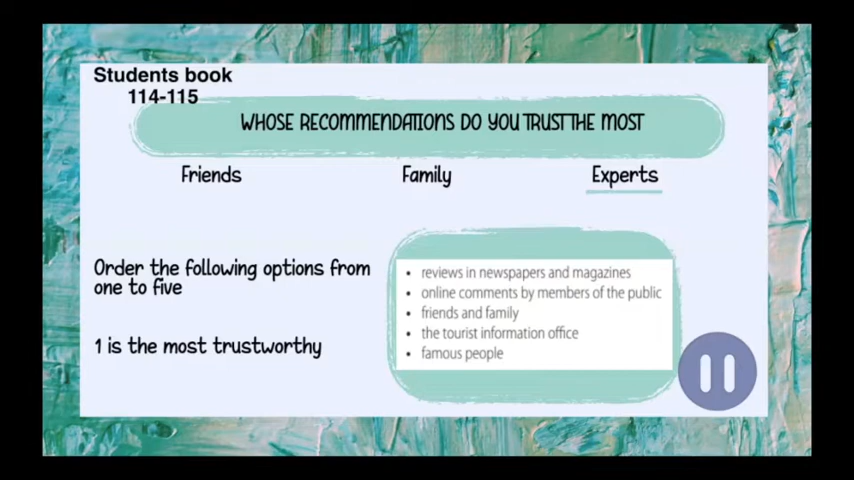 Students book
114-115
WHOSE RECOMMENDATIONS DO YOU TRUST THE MOST
Friends
Family
Experts
Order the following options from
one to five
1 is the most trustworthy
• reviews in newspapers and magazines
• online comments by members of the public
• friends and family
• the tourist information office
• famous people